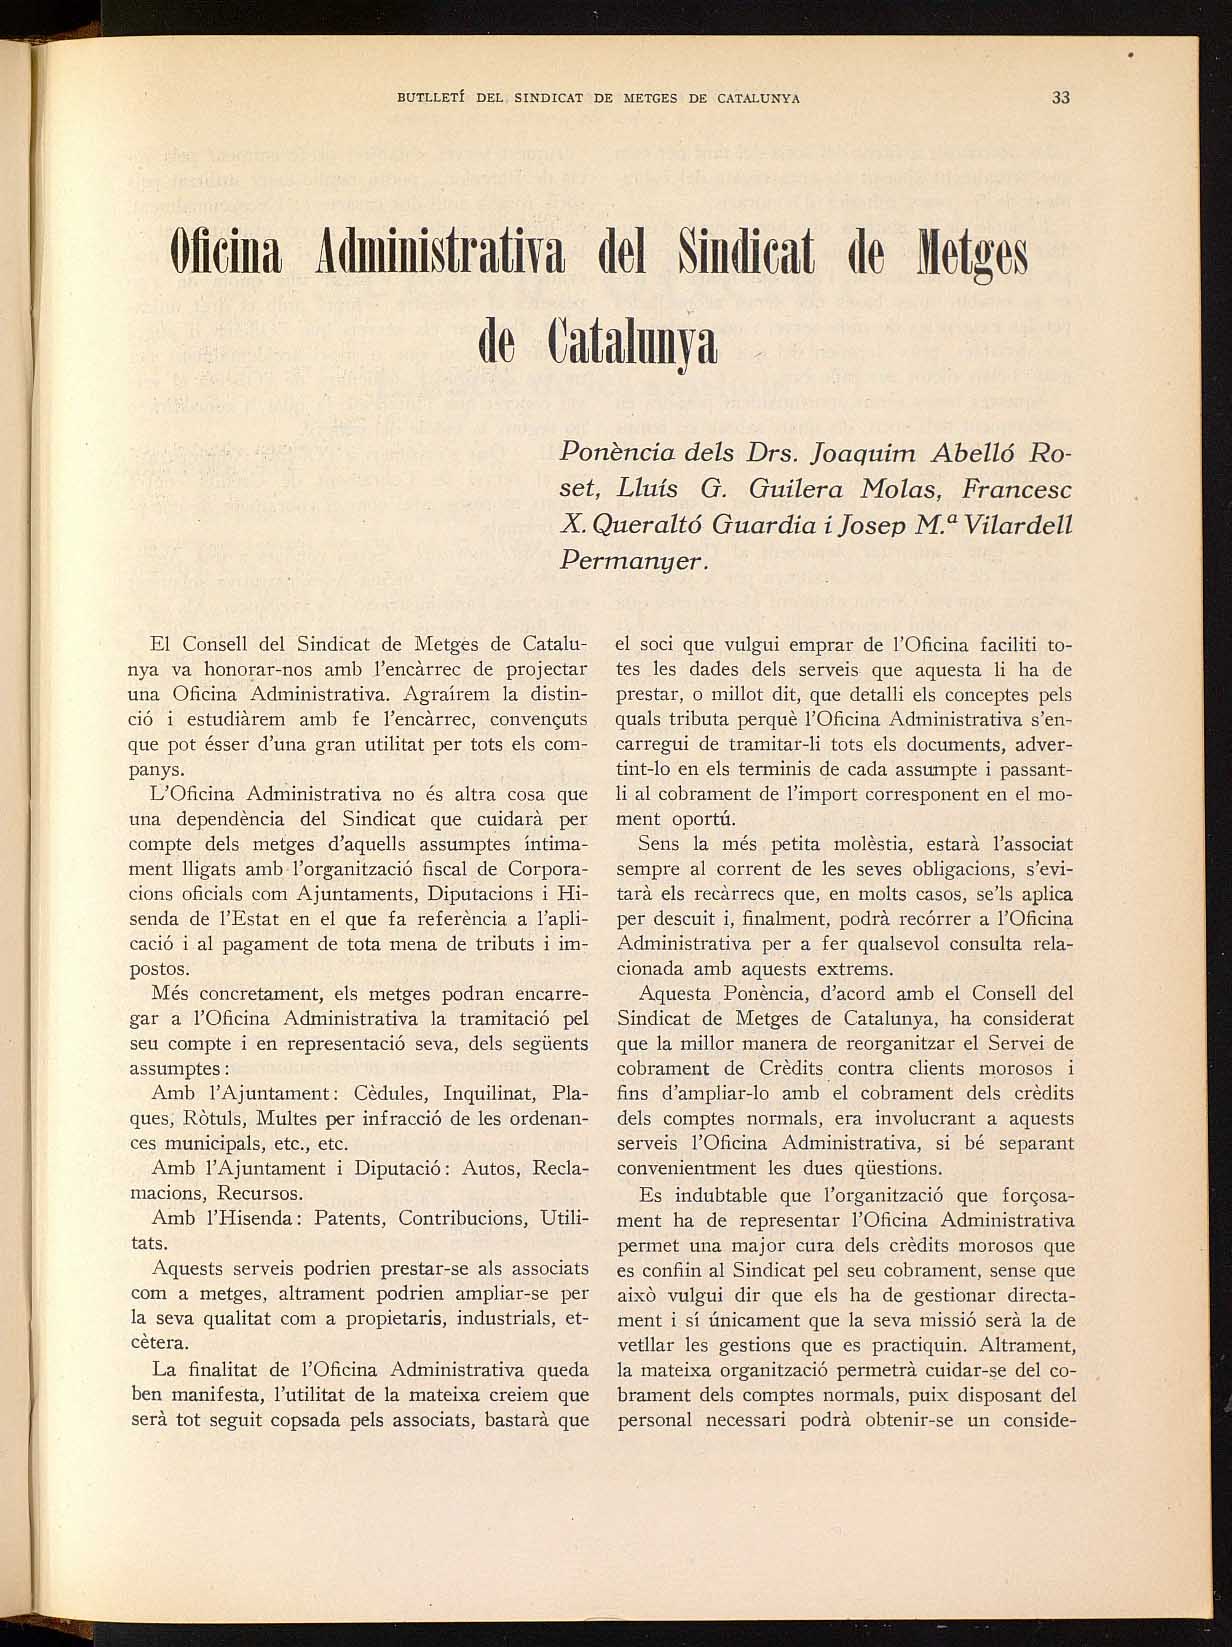 BUTLLETÍ DEL SINDICAT DE METGES DE CATALUNYA 33
Oficina Administrativa del Sindicat de Metges
de Catalunya
Ponència dels Drs. Joaquim Abelló Ro-
set, Lluís G. Guilera Molas, Francesc
X. Queraltó Guardia i Josep M.ª Vilardell
Permanyer.
El Consell del Sindicat de Metges de Catalu-
nya va honorar-nos amb l'encàrrec de projectar
una Oficina Administrativa. Agraírem la distin-
ció i estudiàrem amb fe l'encàrrec, convençuts
que pot ésser d'una gran utilitat per tots els com-
panys.
L'Oficina Administrativa no és altra cosa que
una dependència del Sindicat que cuidarà per
compte dels metges d'aquells assumptes íntima-
ment lligats amb l'organització fiscal de Corpora-
cions oficials com Ajuntaments, Diputacions i Hi-
senda de l'Estat en el que fa referència a l'apli-
cació i al pagament de tota mena de tributs i im-
postos.
Més concretament, els metges podran encarre-
gar a l'Oficina Administrativa la tramitació pel
seu compte i en representació seva, dels següents
assumptes:
Amb l'Ajuntament: Cèdules, Inquilinat, Pla-
ques, Ròtuls, Multes per infracció de les ordenan-
ces municipals, etc., etc.
Amb l'Ajuntament i Diputació: Autos, Recla-
macions, Recursos.
Amb l'Hisenda: Patents, Contribucions, Utili-
tats.
Aquests serveis podrien prestar-se als associats
com a metges, altrament podrien ampliar-se per
la seva qualitat com a propietaris, industrials, et-
cètera.
La finalitat de l'Oficina Administrativa queda
ben manifesta, l'utilitat de la mateixa creiem que
serà tot seguit copsada pels associats, bastarà que
el soci que vulgui emprar de l'Oficina faciliti to-
tes les dades dels serveis que aquesta li ha de
prestar, o millot dit, que detalli els conceptes pels
quals tributa perquè l'Oficina Administrativa s'en-
carregui de tramitar-li tots els documents, adver-
tint-lo en els terminis de cada assumpte i passant-
li al cobrament de l'import corresponent en el mo-
ment oportú.
Sens la més petita molèstia, estarà l'associat
sempre al corrent de les seves obligacions, s'evi-
tarà els recàrrecs que, en molts casos, se'ls aplica
per descuit i, finalment, podrà recórrer a l'Oficina
Administrativa per a fer qualsevol consulta rela-
cionada amb aquests extrems.
Aquesta Ponència, d'acord amb el Consell del
Sindicat de Metges de Catalunya, ha considerat
que la millor manera de reorganitzar el Servei de
cobrament de Crèdits contra clients morosos i
fins d'ampliar-lo amb el cobrament dels crèdits
dels comptes normals, era involucrant a aquests
serveis l'Oficina Administrativa, si bé separant
convenientment les dues qüestions.
Es indubtable que l'organització que forçosa-
ment ha de representar l'Oficina Administrativa
permet una major cura dels crèdits morosos que
es confiin al Sindicat pel seu cobrament, sense que
això vulgui dir que els ha de gestionar directa-
ment i sí únicament que la seva missió serà la de
vetllar les gestions que es practiquin. Altrament,
la mateixa organització permetrà cuidar-se del co-
brament dels comptes normals, puix disposant del
personal necessari podrà obtenir-se un conside-